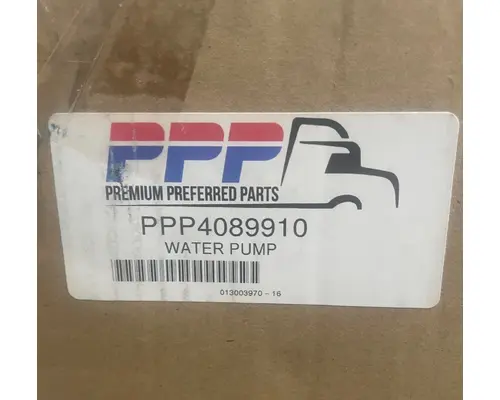 PPP
PREMIUM PREFERRED PARTS
PPP4089910
WATER PUMP
013003970 - 16